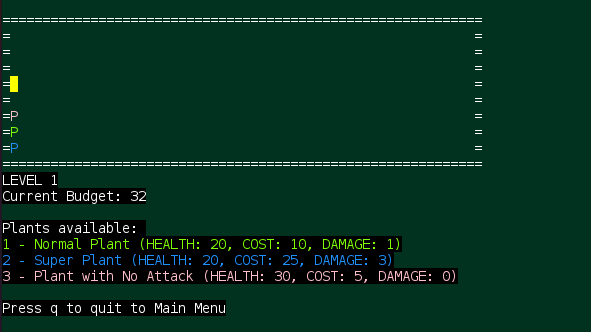 ============================================================
=                                                          =
=                                                          =
=                                                          =
=                                                          =
=                                                          =
=P                                                         =
=P                                                         =
=P                                                         =
============================================================
LEVEL 1
Current Budget: 32
Plants available:
1 - Normal Plant (HEALTH: 20, COST: 10, DAMAGE: 1)
2 - Super Plant (HEALTH: 20, COST: 25, DAMAGE: 3)
3 - Plant with No Attack (HEALTH: 30, COST: 5, DAMAGE: 0)
Press q to quit to Main Menu